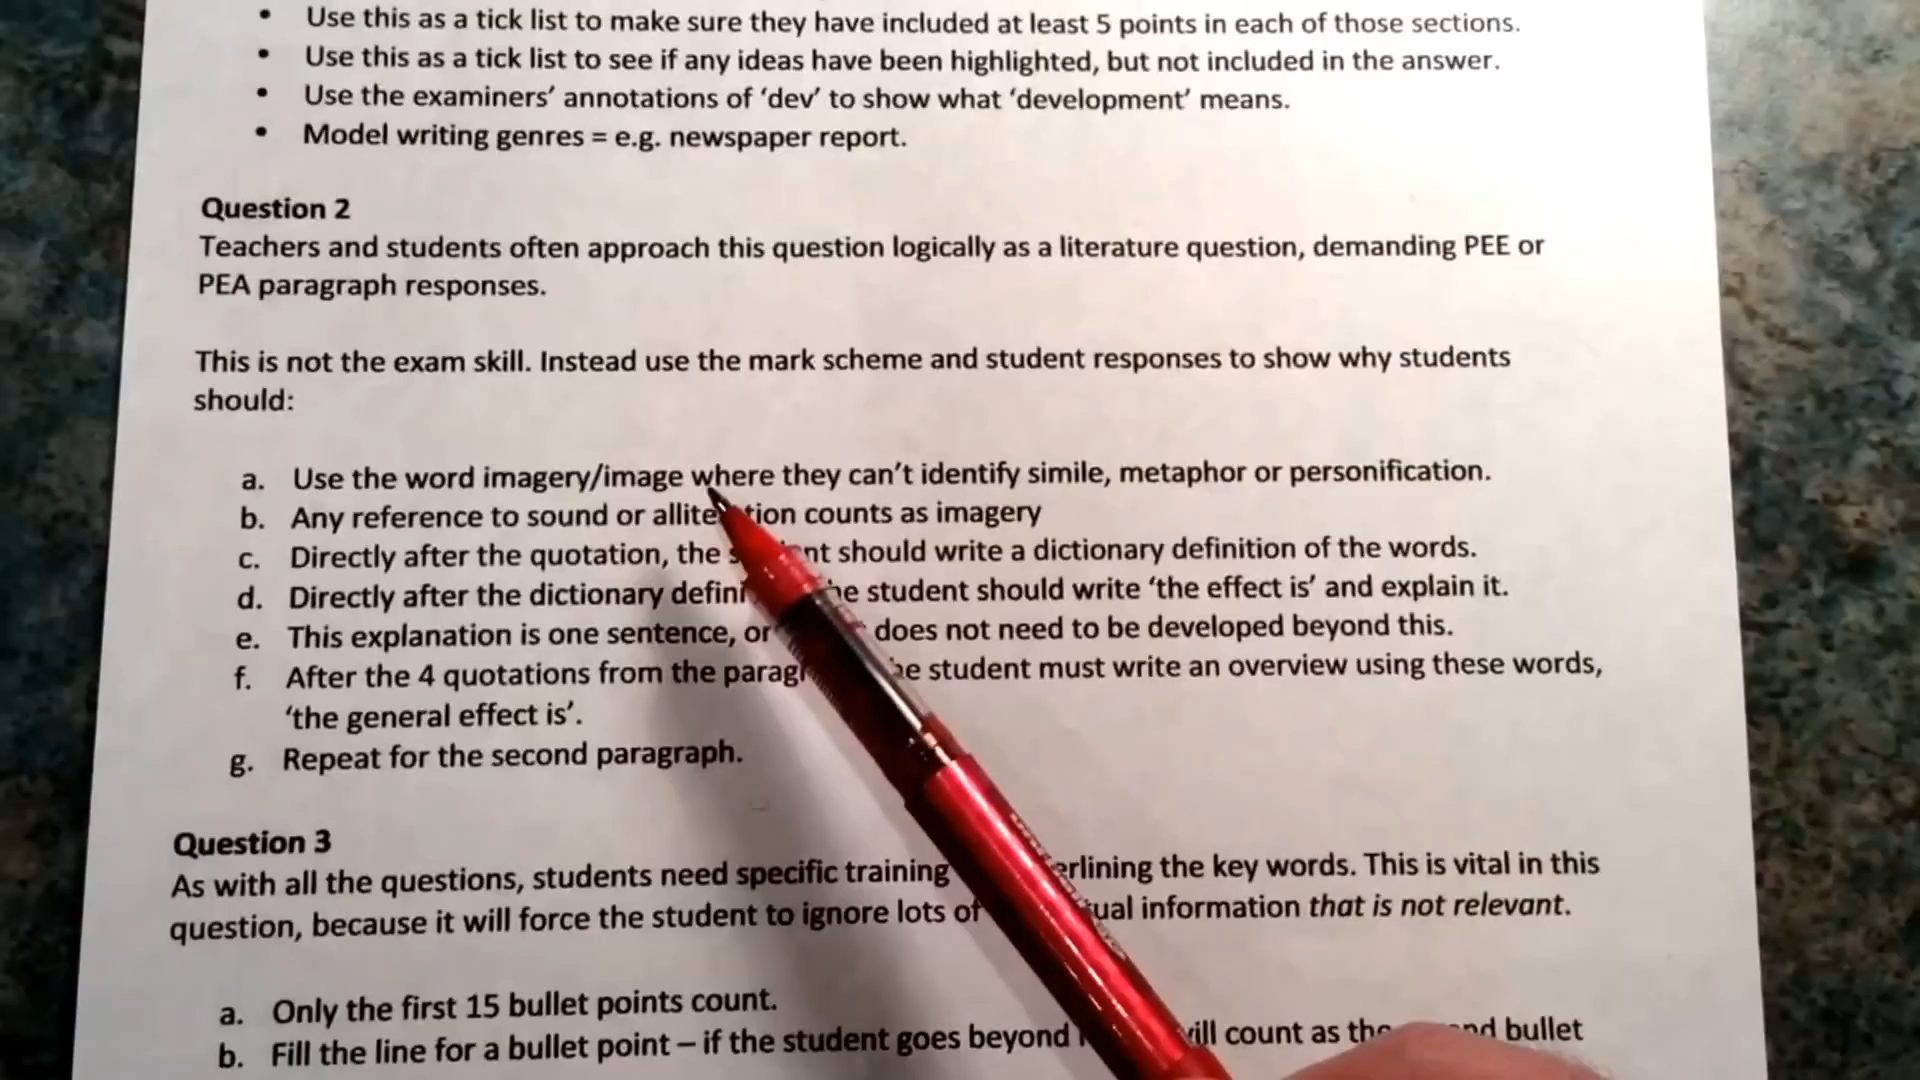 • Use this as a tick list to make sure they have included at least 5 points in each of those sections.
• Use this as a tick list to see if any ideas have been highlighted, but not included in the answer.
• Use the examiners’ annotations of ‘dev’ to show what ‘development’ means.
• Model writing genres = e.g. newspaper report.
Question 2
Teachers and students often approach this question logically as a literature question, demanding PEE or
PEA paragraph responses.
This is not the exam skill. Instead use the mark scheme and student responses to show why students
should:
a. Use the word imagery/image where they can’t identify simile, metaphor or personification.
b. Any reference to sound or alliteration counts as imagery
c. Directly after the quotation, the student should write a dictionary definition of the words.
d. Directly after the dictionary definition the student should write ‘the effect is’ and explain it.
e. This explanation is one sentence, or does not need to be developed beyond this.
f. After the 4 quotations from the paragraph the student must write an overview using these words,
‘the general effect is’.
g. Repeat for the second paragraph.
Question 3
As with all the questions, students need specific training underlining the key words. This is vital in this
question, because it will force the student to ignore lots of information that is not relevant.
a. Only the first 15 bullet points count.
b. Fill the line for a bullet point – if the student goes beyond will count as the bullet